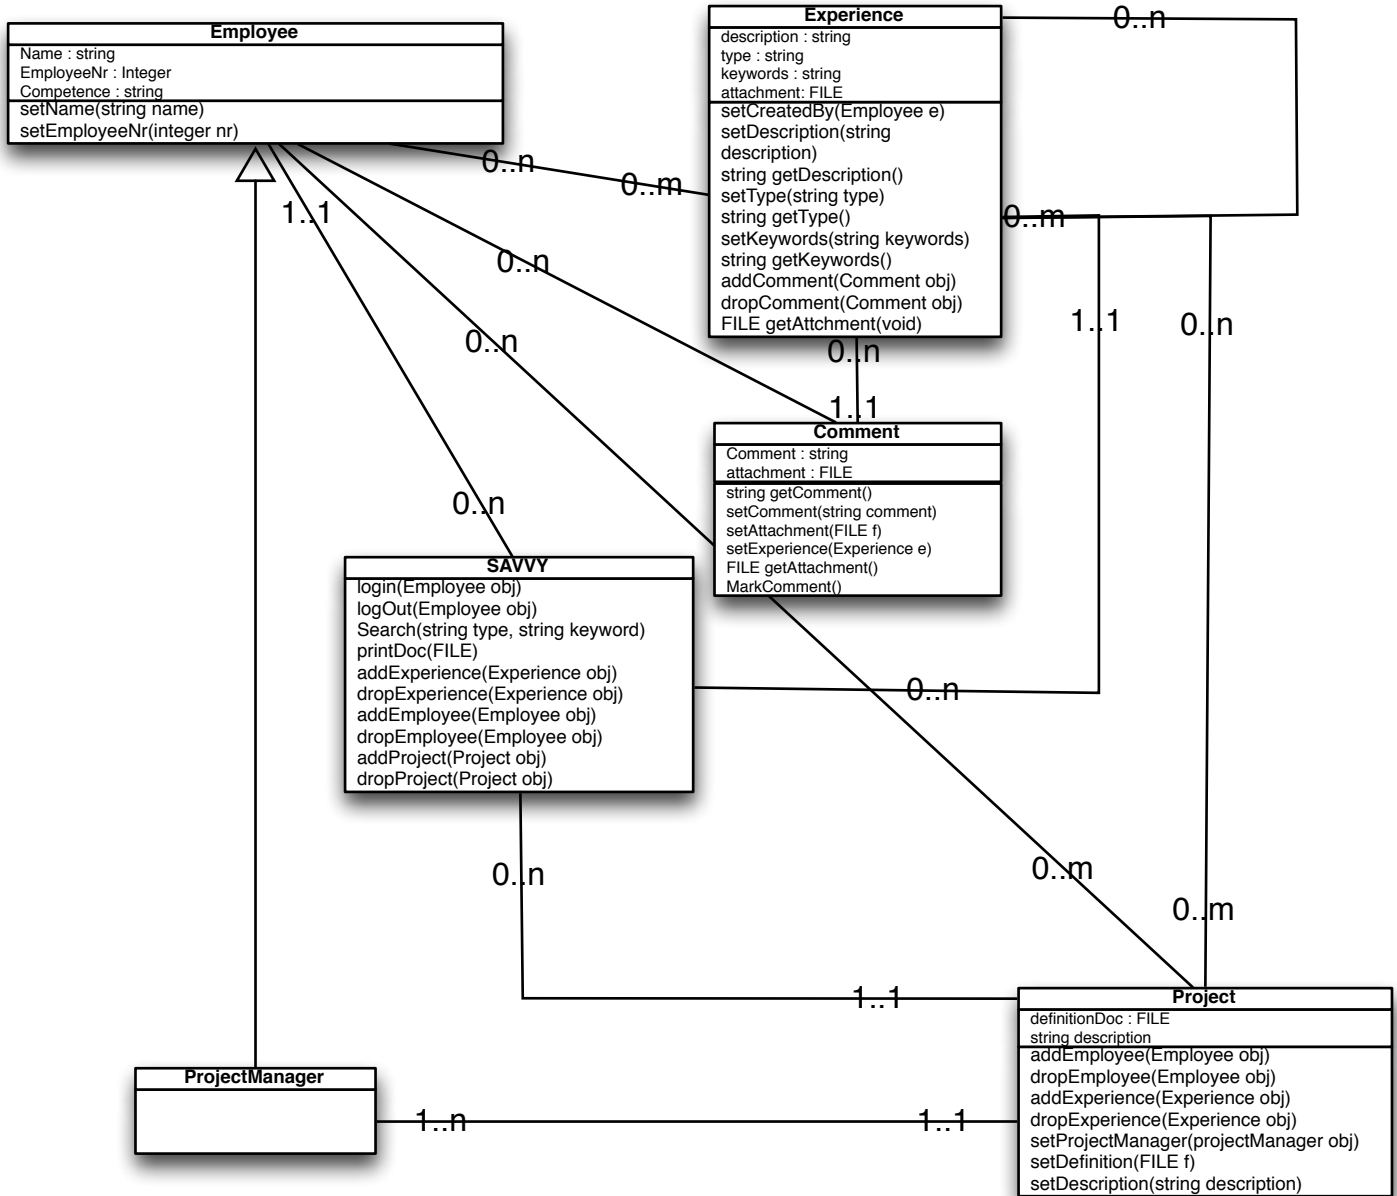 Employee
Name : string
EmployeeNr : Integer
Competence : string
setName(string name)
setEmployeeNr(integer nr)
Experience
description : string
type : string
keywords : string
attachment: FILE
setCreatedBy(Employee e)
setDescription(string
description)
string getDescription()
setType(string type)
string getType()
setKeywords(string keywords)
string getKeywords()
addComment(Comment obj)
dropComment(Comment obj)
FILE getAttchment(void)
0..n
0..n
0..m
1..1
0..m
0..n
0..n
1..1
0..n
0..n
1..1
Comment
Comment : string
attachment : FILE
string getComment()
setComment(string comment)
setAttachment(FILE f)
setExperience(Experience e)
FILE getAttachment()
MarkComment()
0..n
SAVVY
login(Employee obj)
logOut(Employee obj)
Search(string type, string keyword)
printDoc(FILE)
addExperience(Experience obj)
dropExperience(Experience obj)
addEmployee(Employee obj)
dropEmployee(Employee obj)
addProject(Project obj)
dropProject(Project obj)
0..n
0..n
0..m
0..m
1..1
Project
definitionDoc : FILE
string description
addEmployee(Employee obj)
dropEmployee(Employee obj)
addExperience(Experience obj)
dropExperience(Experience obj)
setProjectManager(projectManager obj)
setDefinition(FILE f)
setDescription(string description)
ProjectManager
1..n
1..1